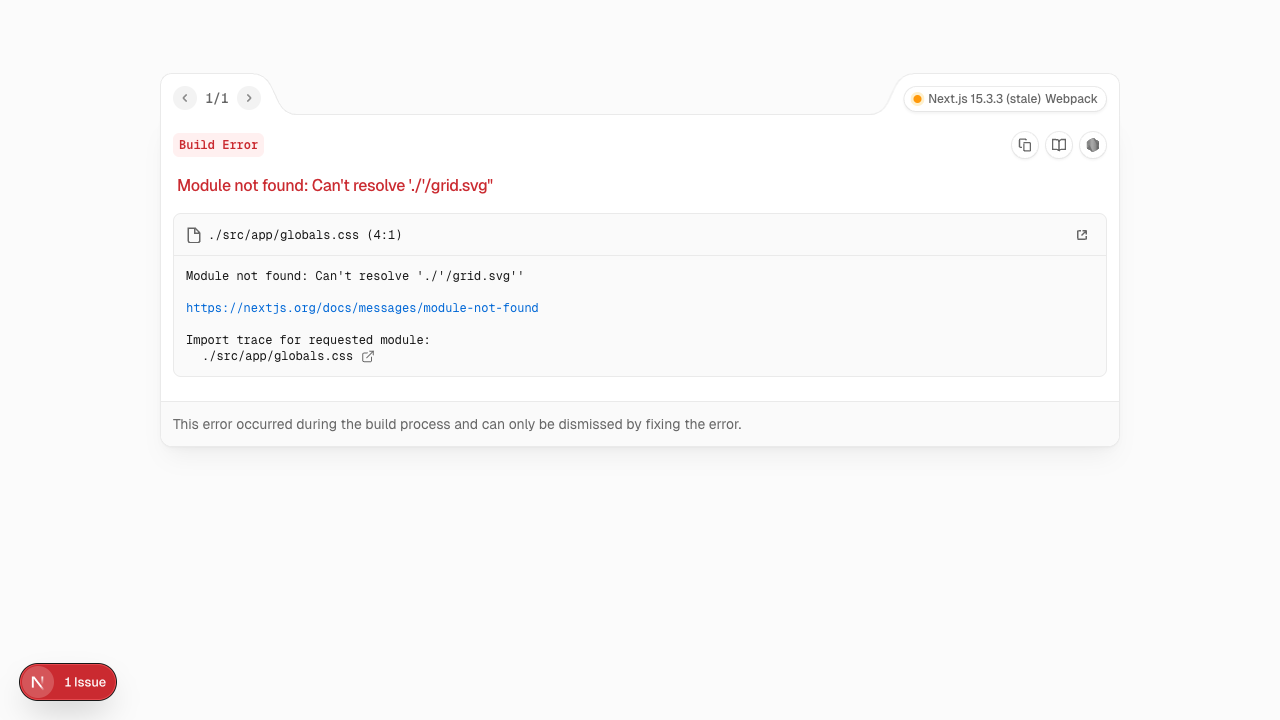 1/1
Next.js 15.3.3 (stale) Webpack
Build Error
Module not found: Can't resolve './'/grid.svg''
./src/app/globals.css (4:1)
Module not found: Can't resolve './'/grid.svg''
https://nextjs.org/docs/messages/module-not-found
Import trace for requested module:
./src/app/globals.css
This error occurred during the build process and can only be dismissed by fixing the error.
N 1 Issue